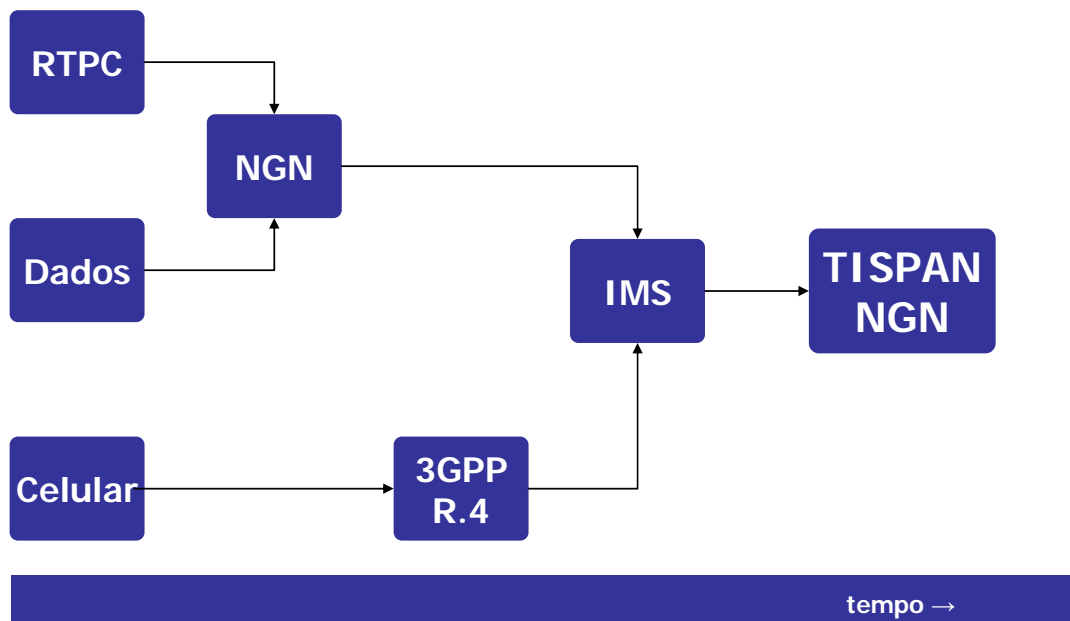 RTPC
NGN
Dados
IMS
TISPAN
NGN
Celular
3GPP
R.4
tempo →